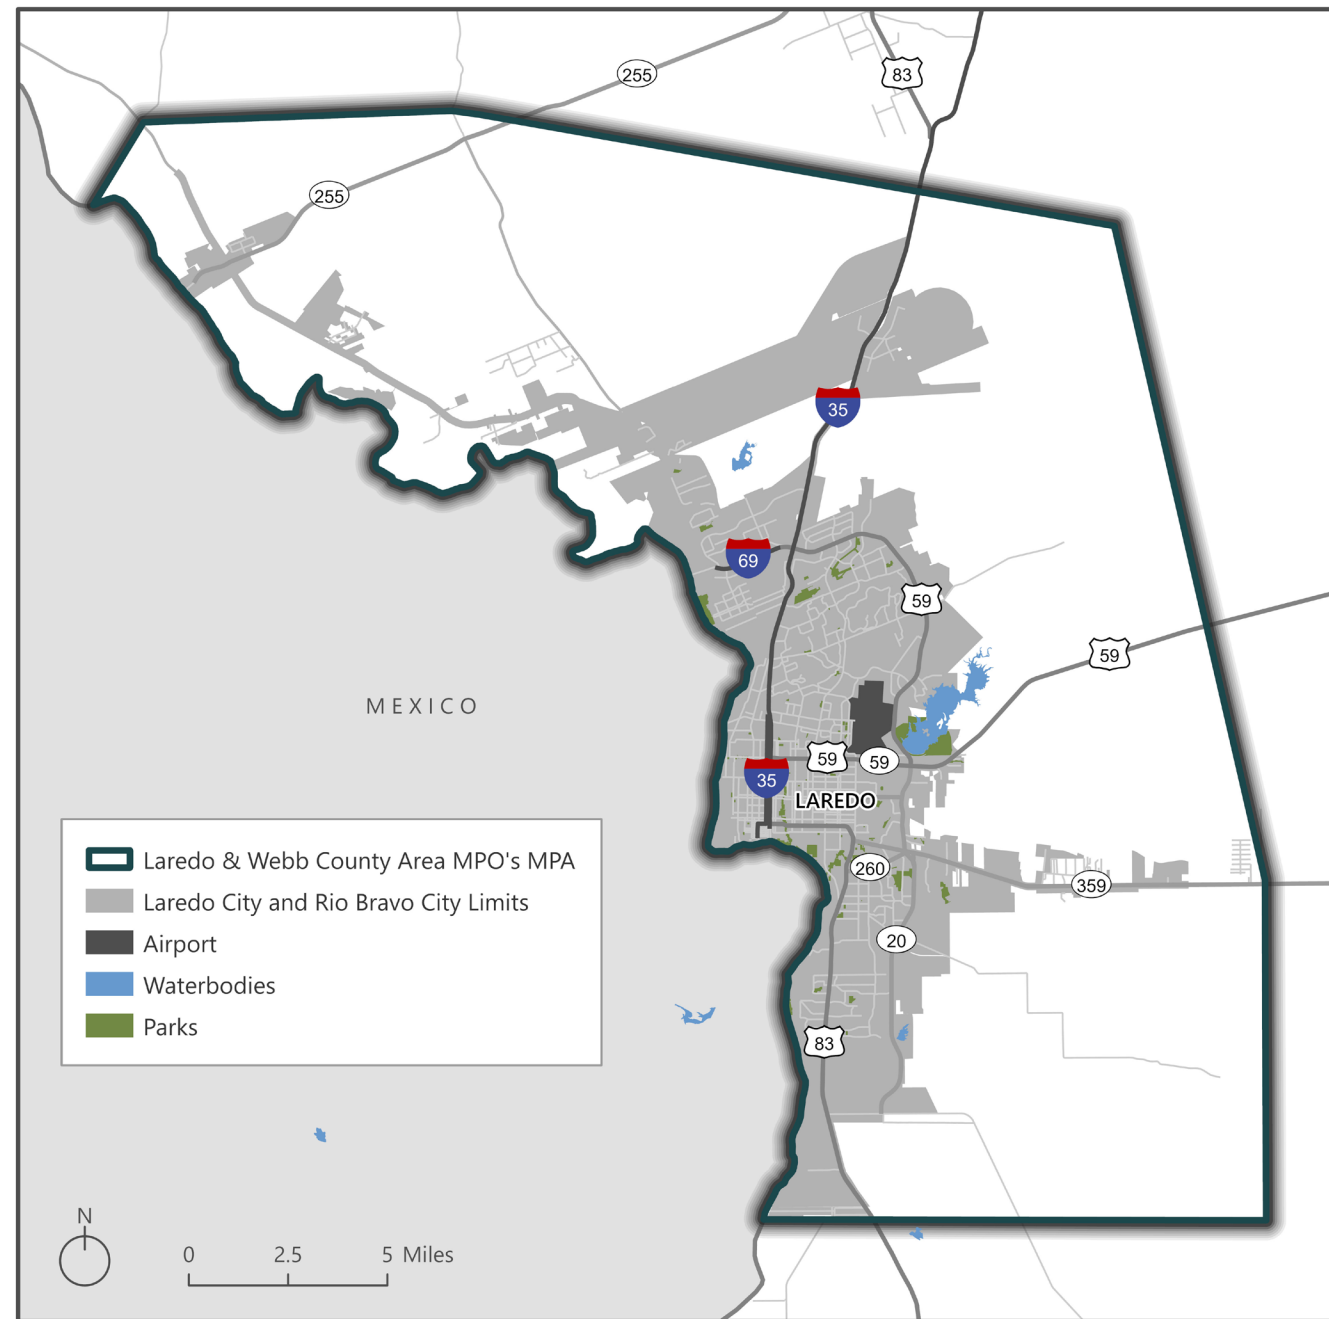 255
83
255
35
69
59
59
MEXICO
59
59
35
LAREDO
260
359
20
83
Laredo & Webb County Area MPO's MPA
Laredo City and Rio Bravo City Limits
Airport
Waterbodies
Parks
N
0 2.5 5 Miles